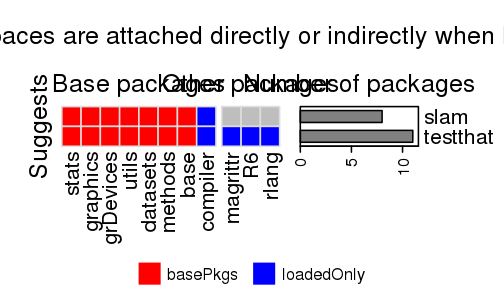 are attached directly or indirectly when
Base packages Other packages Number of packages
Suggests
slam
testthat
stats
graphics
grDevices
utils
datasets
methods
base
compiler
magrittr
R6
rlang
0 5 10
basePkgs loadedOnly